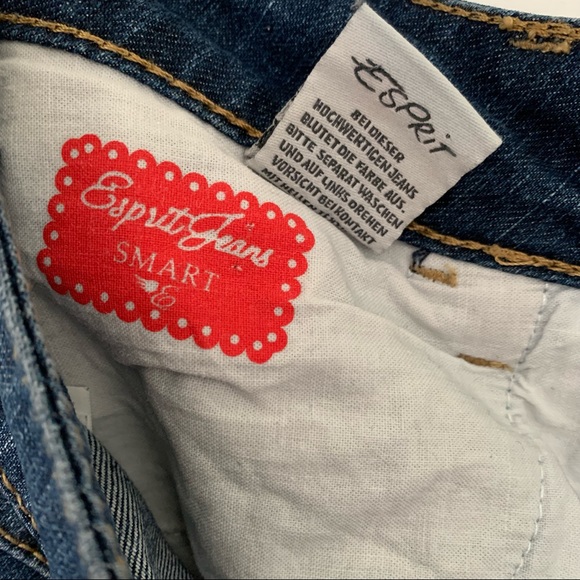 ESPRIT
BEI DIESER
HOCHWERTIGEN JEANS
BLUTET DIE FARBE AUS.
BITTE, SEPARAT WASCHEN
UND AUF LINKS DREHEN
VORSICHT BEI KONTAKT
Esprit Jeans
SMART
E